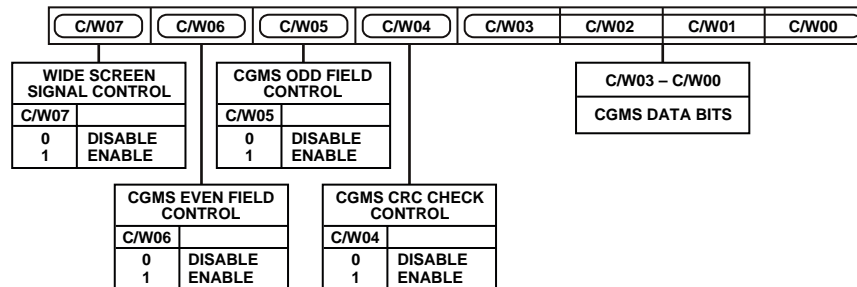 C/W07 C/W06 C/W05 C/W04 C/W03 C/W02 C/W01 C/W00
WIDE SCREEN
SIGNAL CONTROL
C/W07
0 DISABLE
1 ENABLE
CGMS ODD FIELD
CONTROL
C/W05
0 DISABLE
1 ENABLE
C/W03 – C/W00
CGMS DATA BITS
CGMS EVEN FIELD
CONTROL
C/W06
0 DISABLE
1 ENABLE
CGMS CRC CHECK
CONTROL
C/W04
0 DISABLE
1 ENABLE